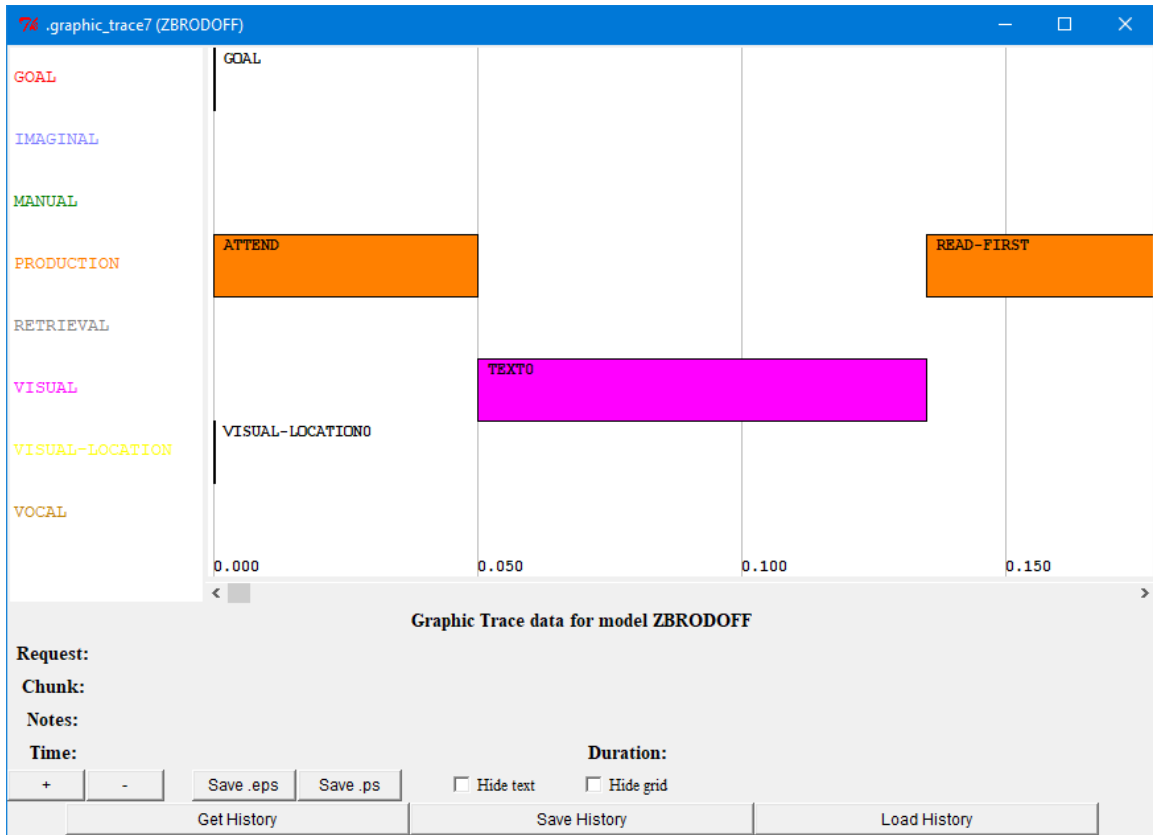 .graphic_trace7 (ZBRODOFF)
GOAL
GOAL
IMAGINAL
MANUAL
PRODUCTION
ATTEND
READ-FIRST
RETRIEVAL
VISUAL
TEXT0
VISUAL-LOCATION
VISUAL-LOCATION0
VOCAL
0.000 0.050 0.100 0.150
Graphic Trace data for model ZBRODOFF
Request:
Chunk:
Notes:
Time: Duration:
+ - Save .eps Save .ps Hide text Hide grid
Get History Save History Load History